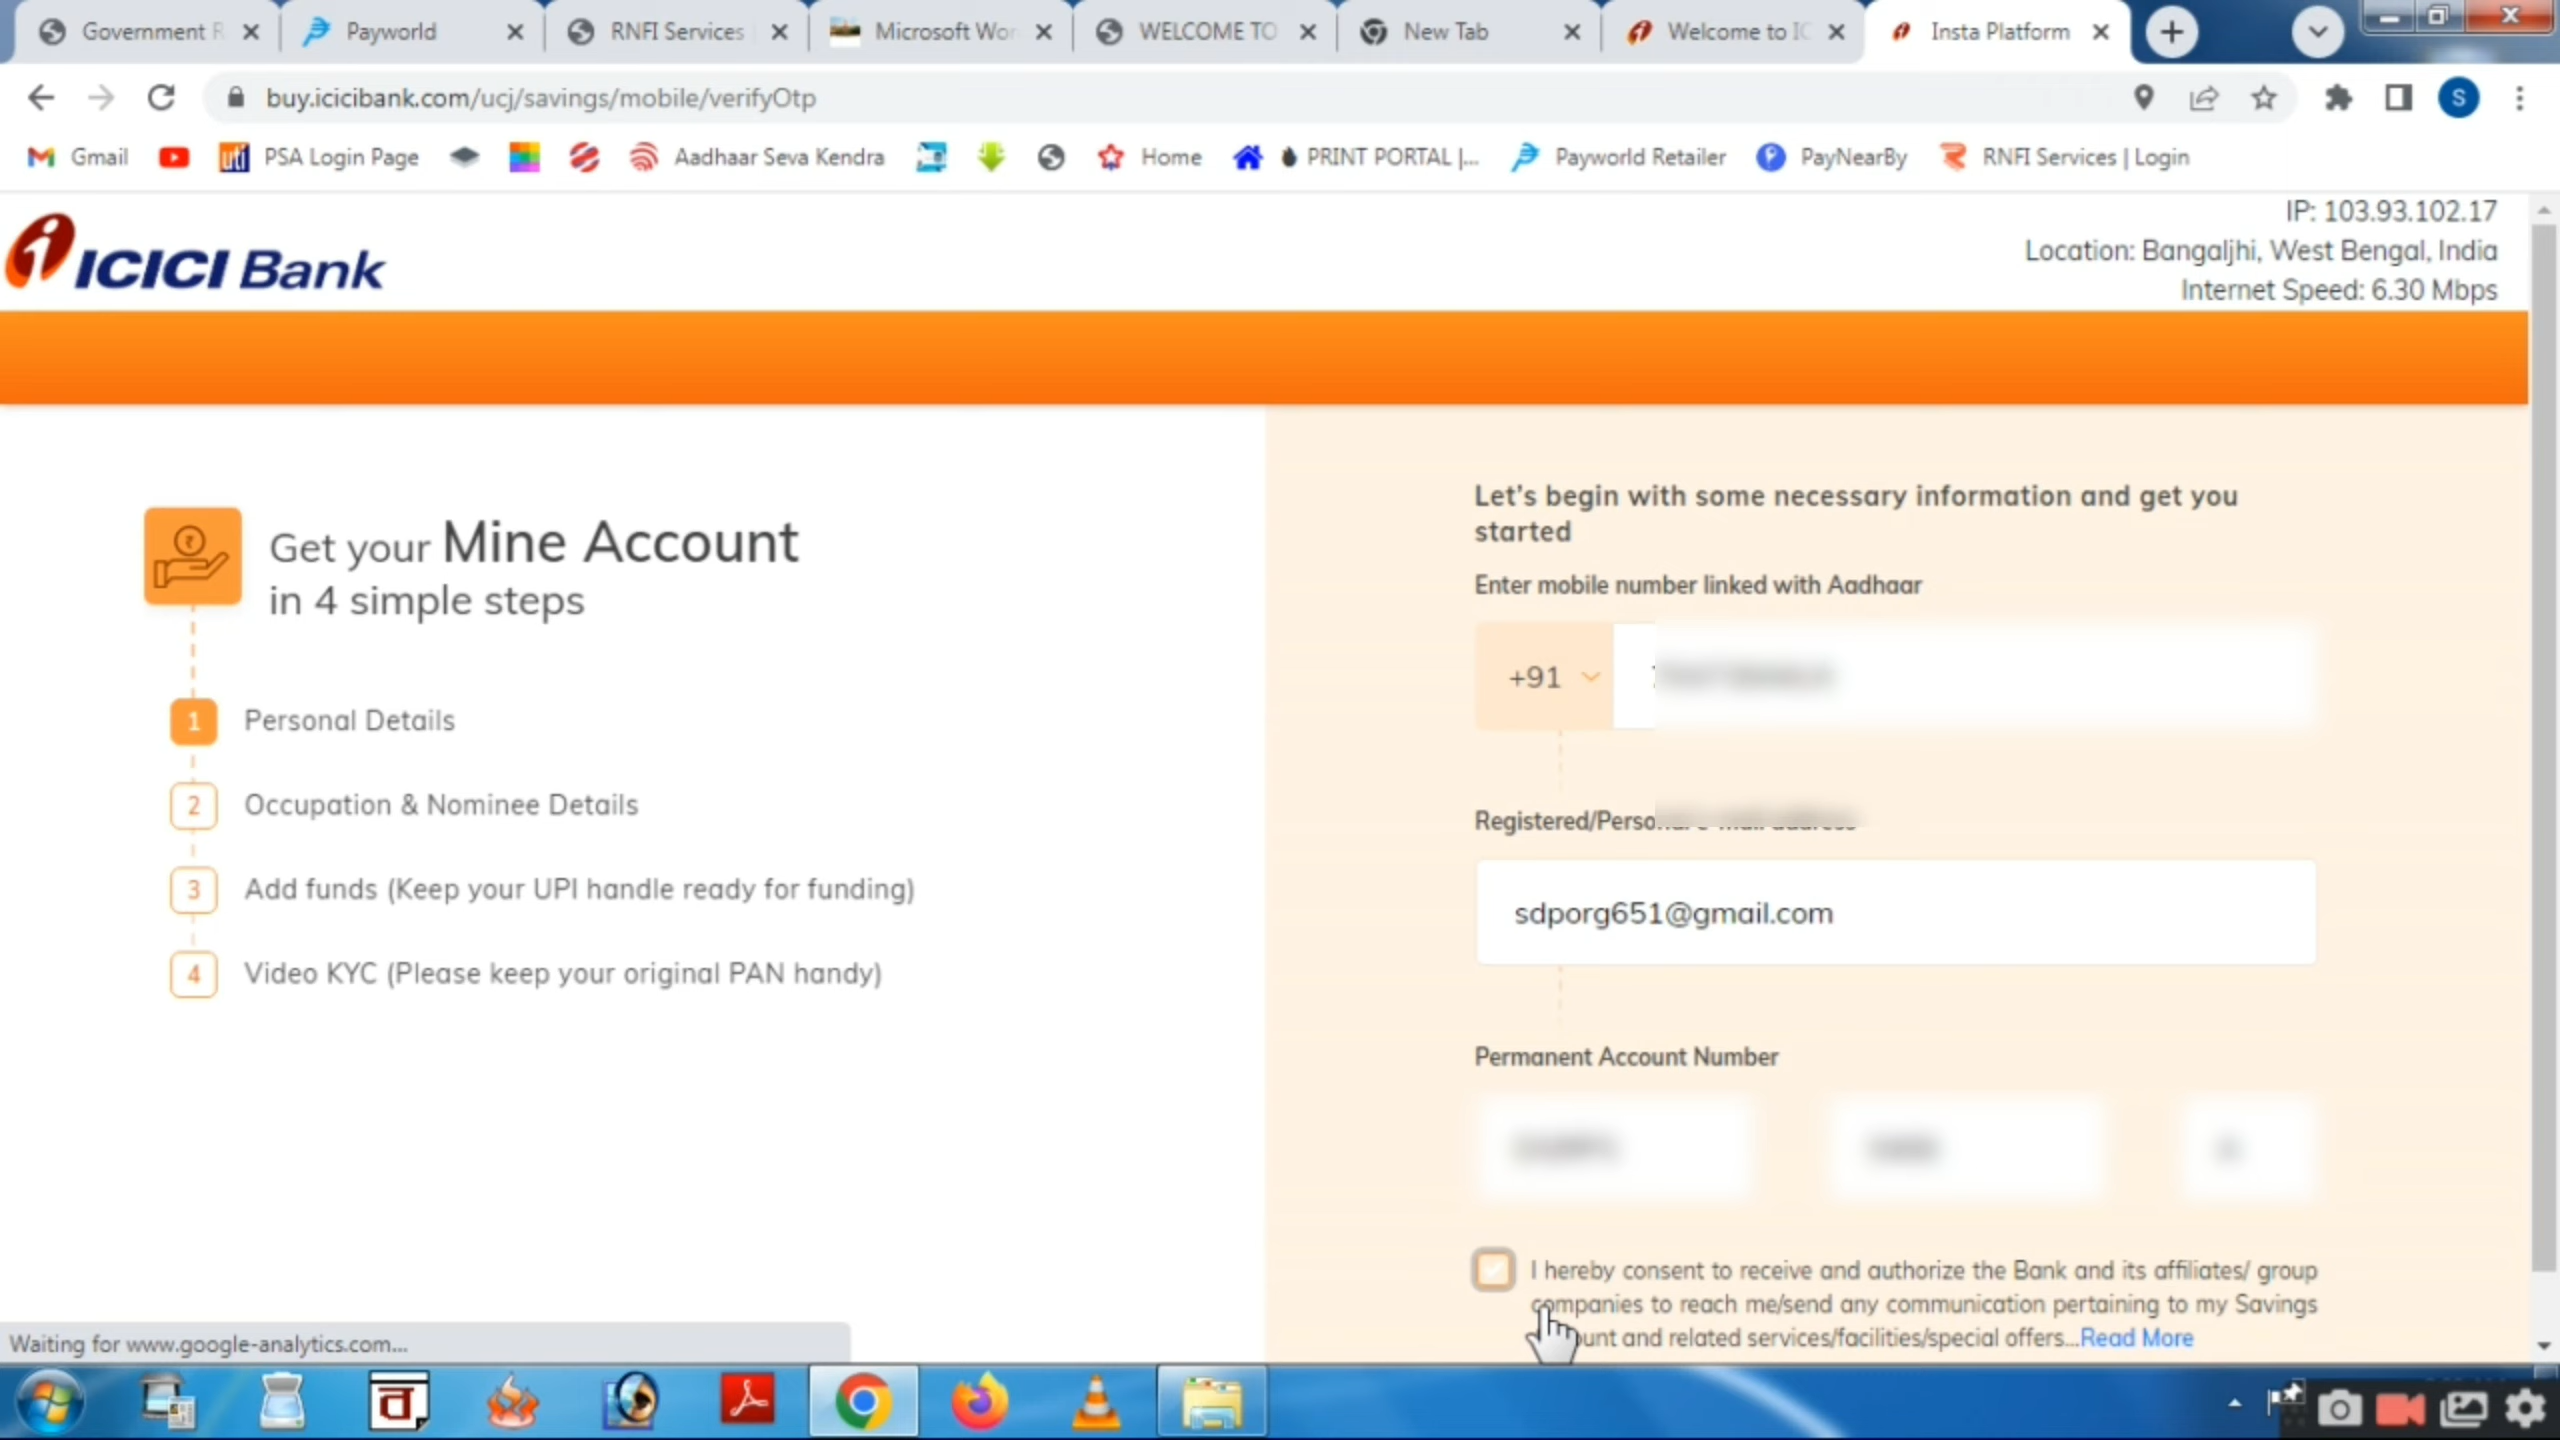 Government R
Payworld
RNFI Services
Microsoft Wor
WELCOME TO
New Tab
Welcome to IC
Insta Platform
buy.icicibank.com/ucj/savings/mobile/verifyOtp
S
Gmail
uti PSA Login Page
Aadhaar Seva Kendra
Home
PRINT PORTAL |...
Payworld Retailer
PayNearBy
RNFI Services | Login
ICICI Bank
IP: 103.93.102.17
Location: Bangaljhi, West Bengal, India
Internet Speed: 6.30 Mbps
Get your Mine Account
in 4 simple steps
1 Personal Details
2 Occupation & Nominee Details
3 Add funds (Keep your UPI handle ready for funding)
4 Video KYC (Please keep your original PAN handy)
Let's begin with some necessary information and get you
started
Enter mobile number linked with Aadhaar
+91
Registered/Personal e-mail address
sdporg651@gmail.com
Permanent Account Number
I hereby consent to receive and authorize the Bank and its affiliates/ group
companies to reach me/send any communication pertaining to my Savings
unt and related services/facilities/special offers...Read More
Waiting for www.google-analytics.com...